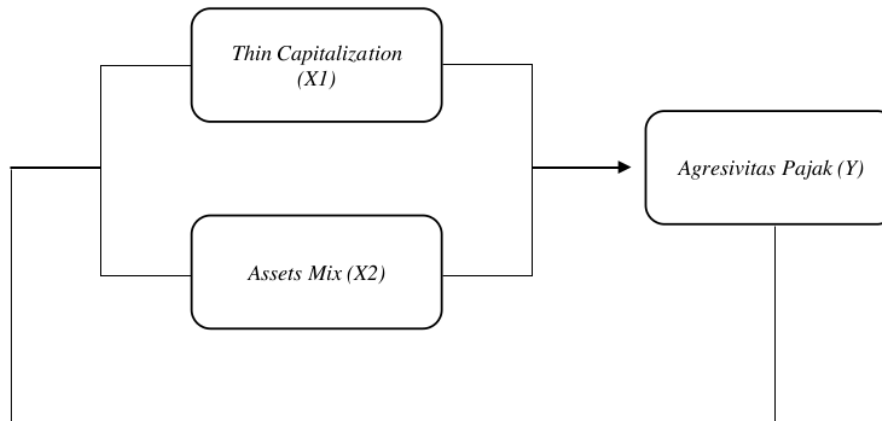 Thin Capitalization
(X1)
Agresivitas Pajak (Y)
Assets Mix (X2)